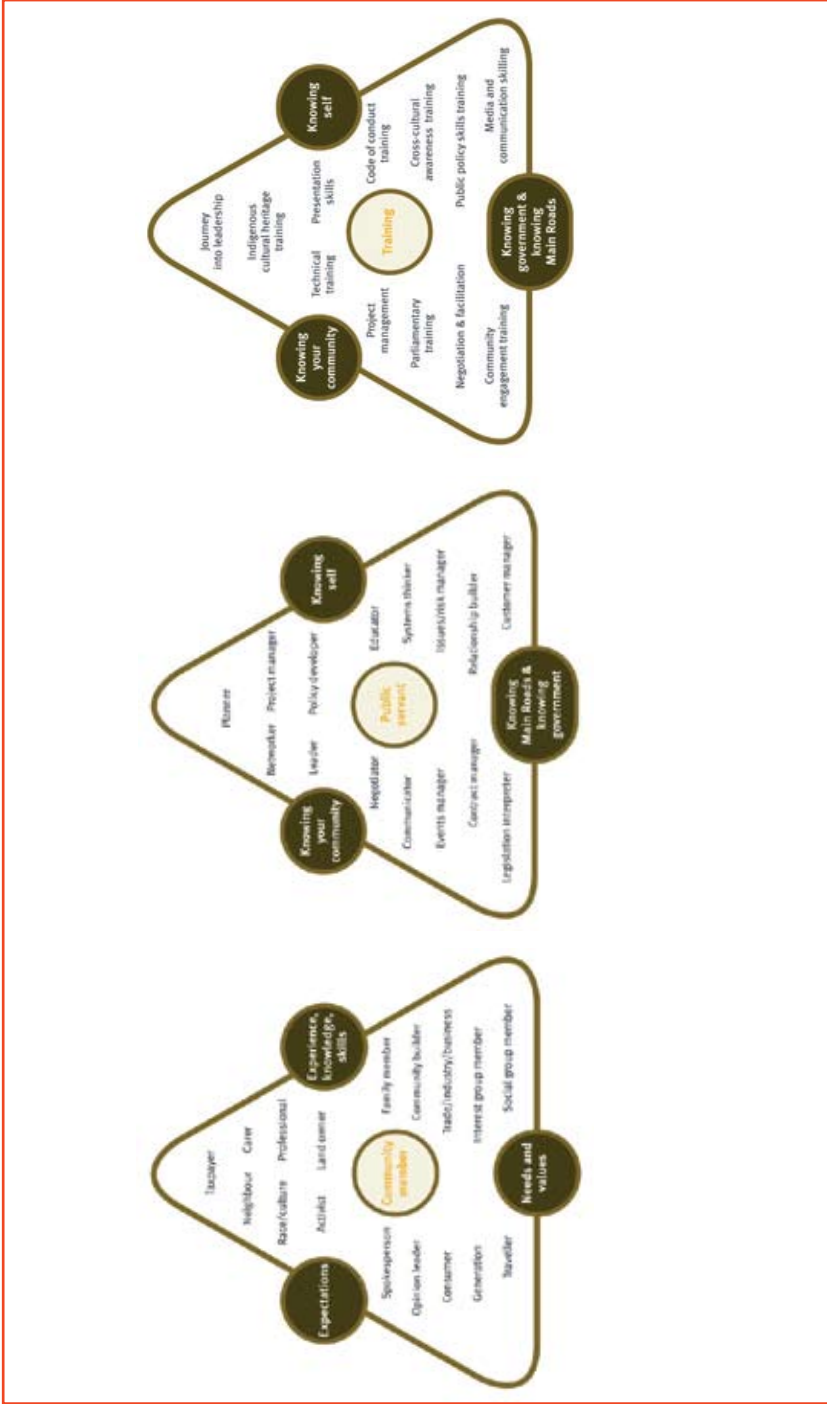 Taxpayer
Neighbour Carer
Race/culture Professional
Activist Land owner
Expectations
Experience,
knowledge,
skills
Community
member
Spokesperson
Family member
Opinion leader
Community builder
Consumer
Trade/industry/business
Generation
Interest group member
Traveller
Social group member
Needs and
values
Planner
Networker Project manager
Leader Policy developer
Knowing
your
community
Knowing
self
Public
servant
Negotiator
Educator
Communicator
Systems thinker
Events manager
Issues/risk manager
Contract manager
Relationship builder
Legislation interpreter
Customer manager
Knowing
Main Roads &
knowing
government
Journey
into leadership
Indigenous
cultural heritage
training
Technical
training
Presentation
skills
Knowing
your
community
Knowing
self
Training
Project
management
Code of conduct
training
Parliamentary
training
Cross-cultural
awareness training
Negotiation & facilitation
Public policy skills training
Community
engagement training
Media and
communication skilling
Knowing
government &
knowing
Main Roads